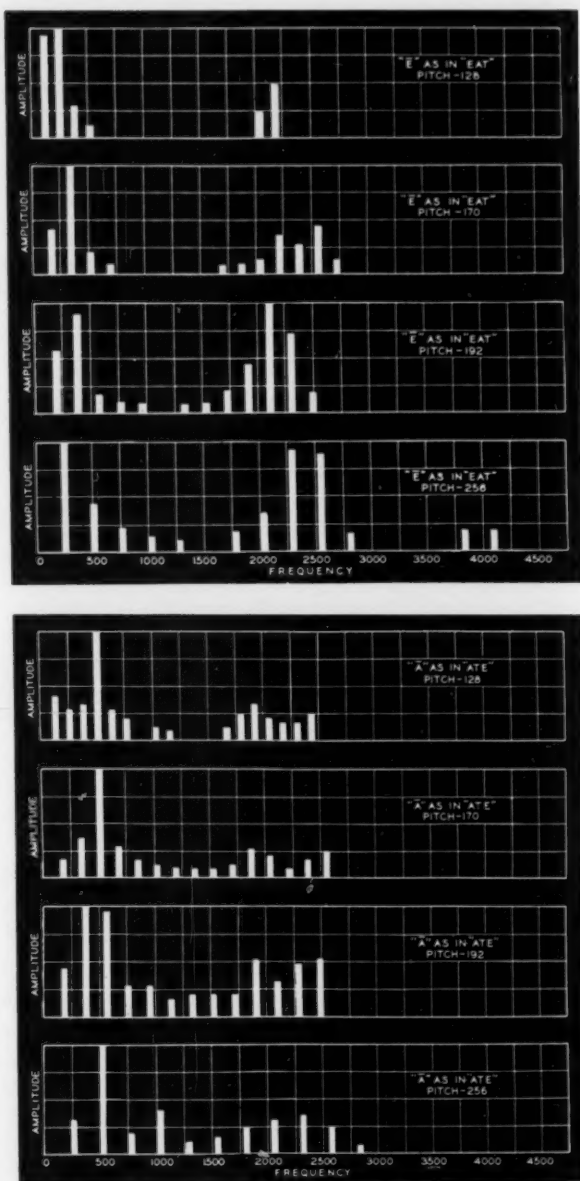 AMPLITUDE
"Ē" AS IN "EAT"
PITCH-128
AMPLITUDE
"Ē" AS IN "EAT"
PITCH-170
AMPLITUDE
"Ē" AS IN "EAT"
PITCH-192
AMPLITUDE
"Ē" AS IN "EAT"
PITCH-256
0 500 1000 1500 2000 2500 3000 3500 4000 4500
FREQUENCY
AMPLITUDE
"Ā" AS IN "ATE"
PITCH-128
AMPLITUDE
"Ā" AS IN "ATE"
PITCH-170
AMPLITUDE
"Ā" AS IN "ATE"
PITCH-192
AMPLITUDE
"Ā" AS IN "ATE"
PITCH-256
0 500 1000 1500 2000 2500 3000 3500 4000 4500
FREQUENCY